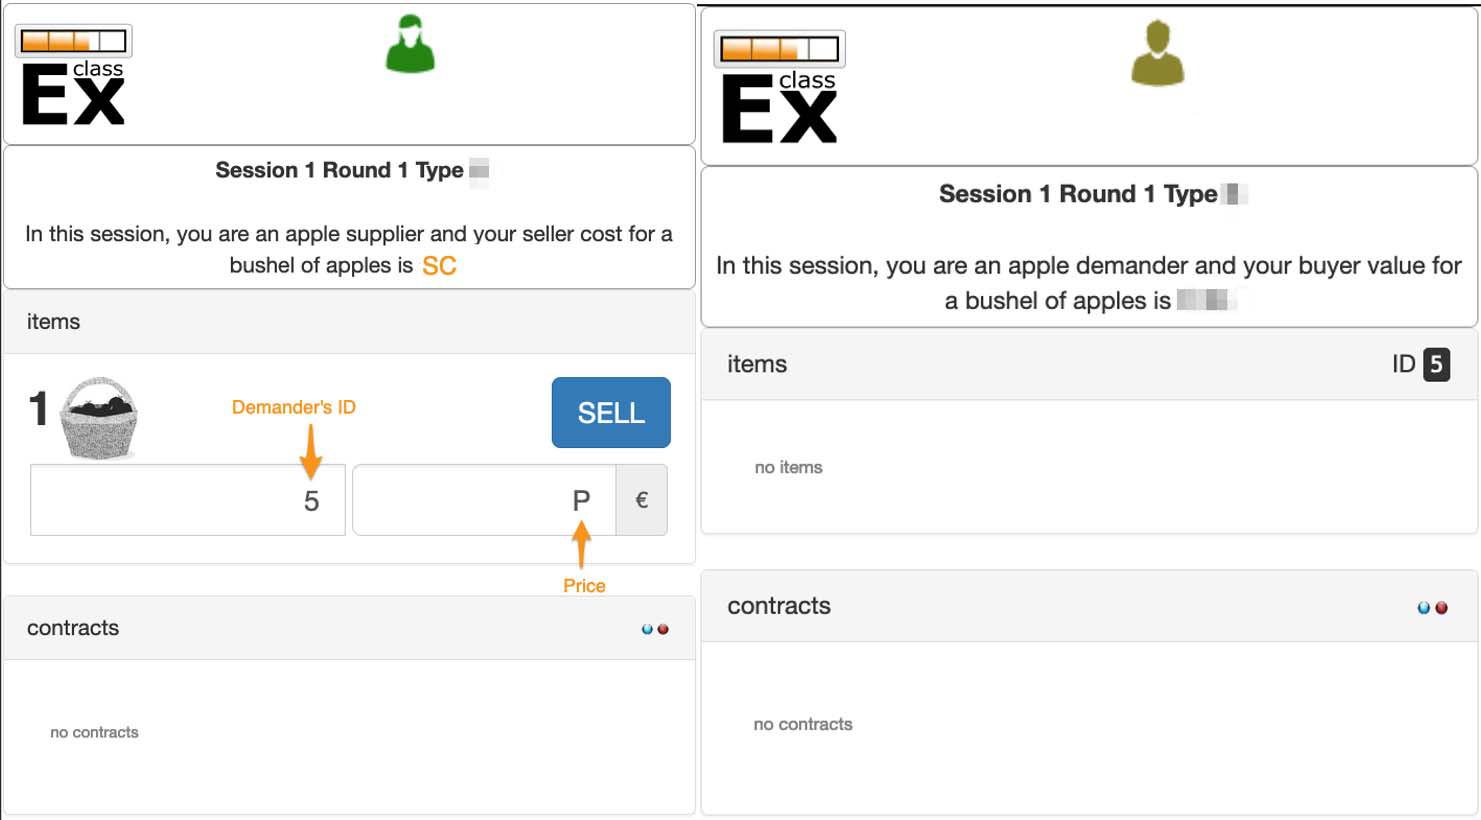 class
Ex
Session 1 Round 1 Type
In this session, you are an apple supplier and your seller cost for a
bushel of apples is SC
items
1
Demander's ID
SELL
5
P
€
Price
contracts
no contracts
class
Ex
Session 1 Round 1 Type
In this session, you are an apple demander and your buyer value for
a bushel of apples is
items
ID 5
no items
contracts
no contracts